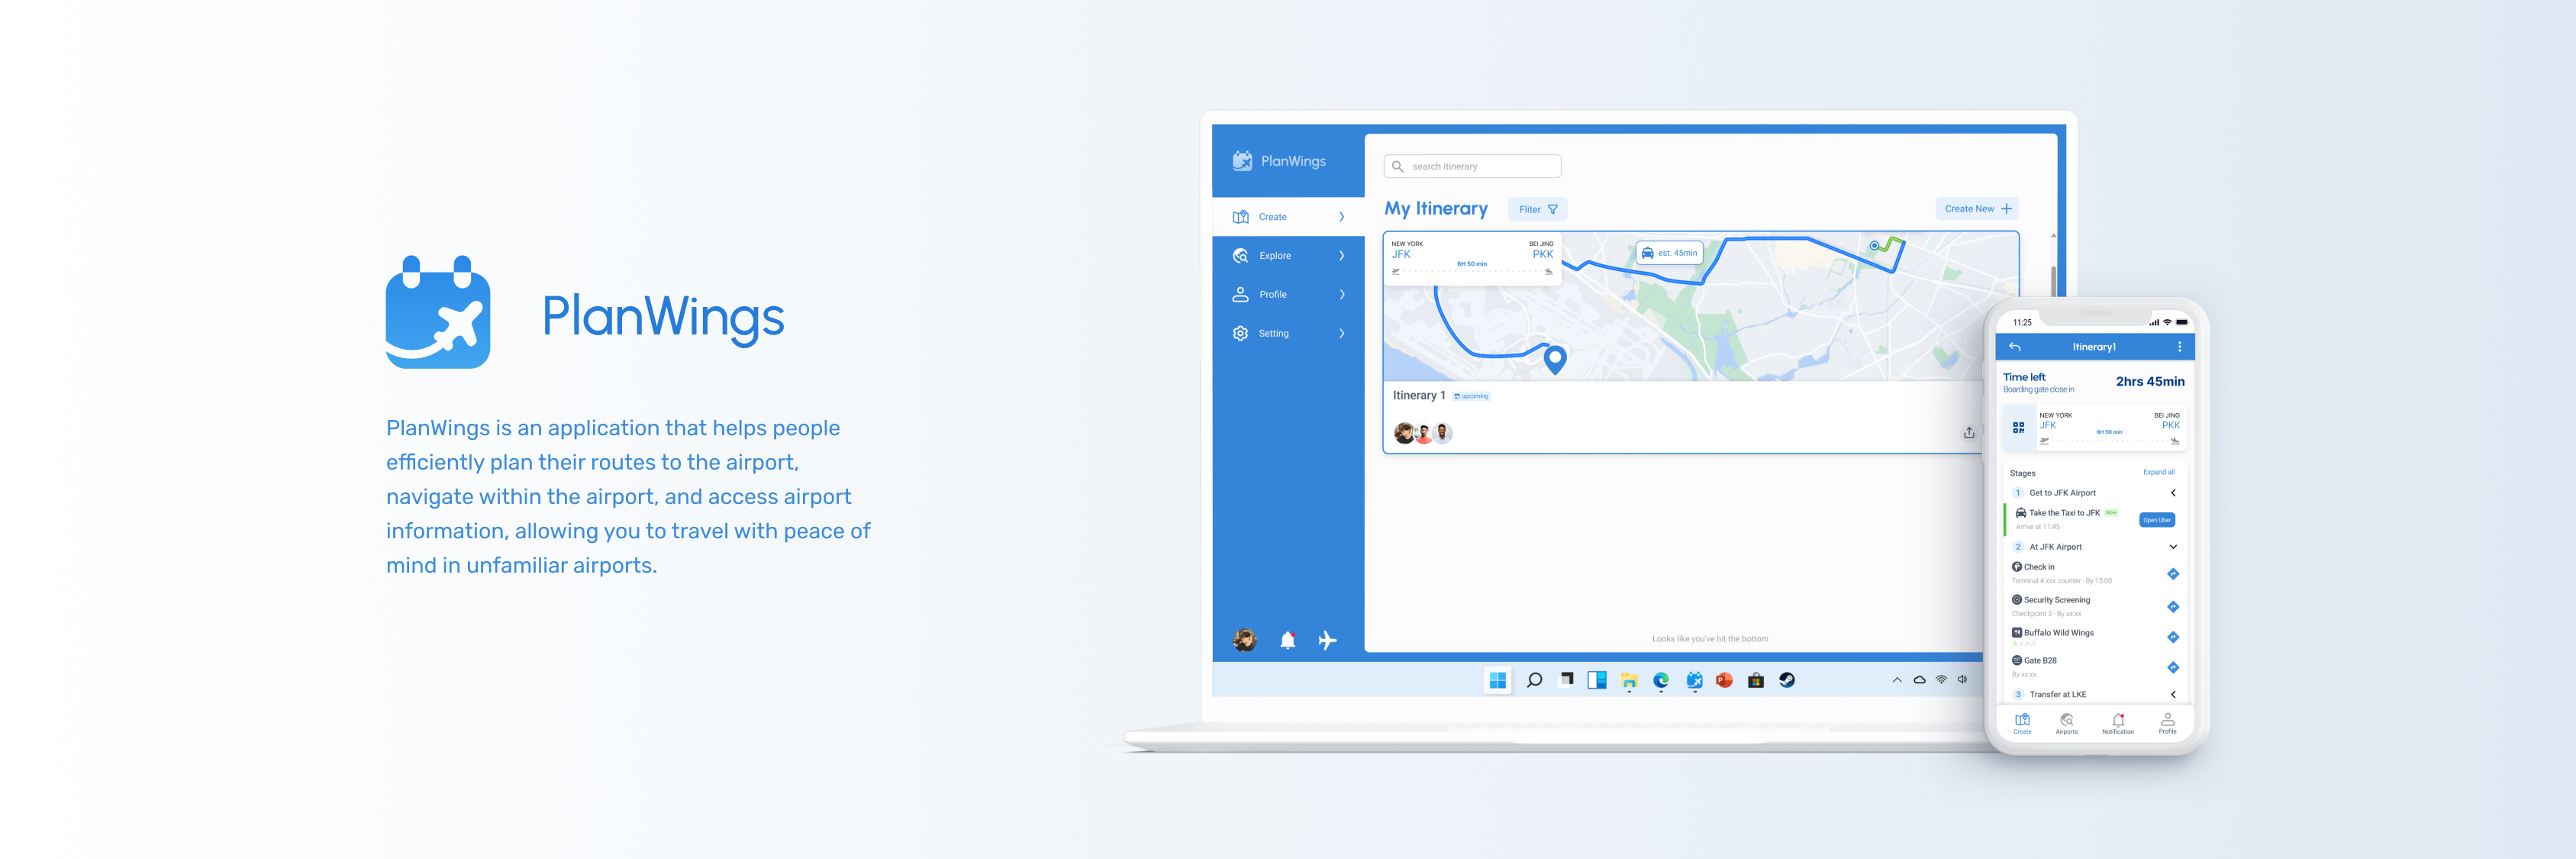 PlanWings
PlanWings is an application that helps people
efficiently plan their routes to the airport,
navigate within the airport, and access airport
information, allowing you to travel with peace of
mind in unfamiliar airports.
PlanWings
Create
Explore
Profile
Setting
search itinerary
My Itinerary
Fliter
Create New
NEW YORK
BEI JING
JFK
PKK
6H 50 min
est. 45min
Itinerary 1
upcoming
Looks like you've hit the bottom
11:25
Itinerary1
Time left
Boarding gate close in
2hrs 45min
NEW YORK
BEI JING
JFK
PKK
6H 50 min
Stages
Expand all
1 Get to JFK Airport
Take the Taxi to JFK Now
Arrive at 11:45
Open Uber
2 At JFK Airport
Check in
Terminal 4 xxx counter · By 15:00
Security Screening
Checkpoint 3 · By xx:xx
Buffalo Wild Wings
Gate B28
By xx:xx
3 Transfer at LKE
Create
Airports
Notification
Profile